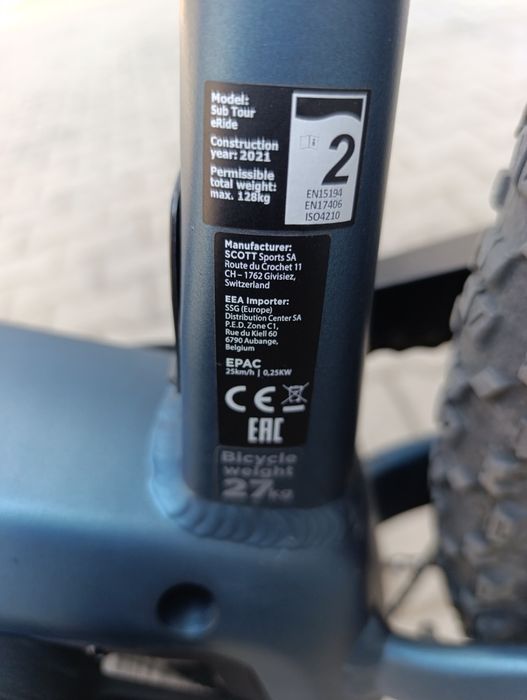 Model:
Sub Tour
eRide
Construction
year: 2021
Permissible
total weight:
max. 128kg
2
EN15194
EN17406
ISO4210
Manufacturer:
SCOTT Sports SA
Route du Crochet 11
CH – 1762 Givisiez,
Switzerland
EEA Importer:
SSG (Europe)
Distribution Center SA
P.E.D. Zone C1,
Rue du Kiell 60
6790 Aubange,
Belgium
EPAC
25km/h | 0,25KW
CE
EAC
Bicycle
weight
27kg